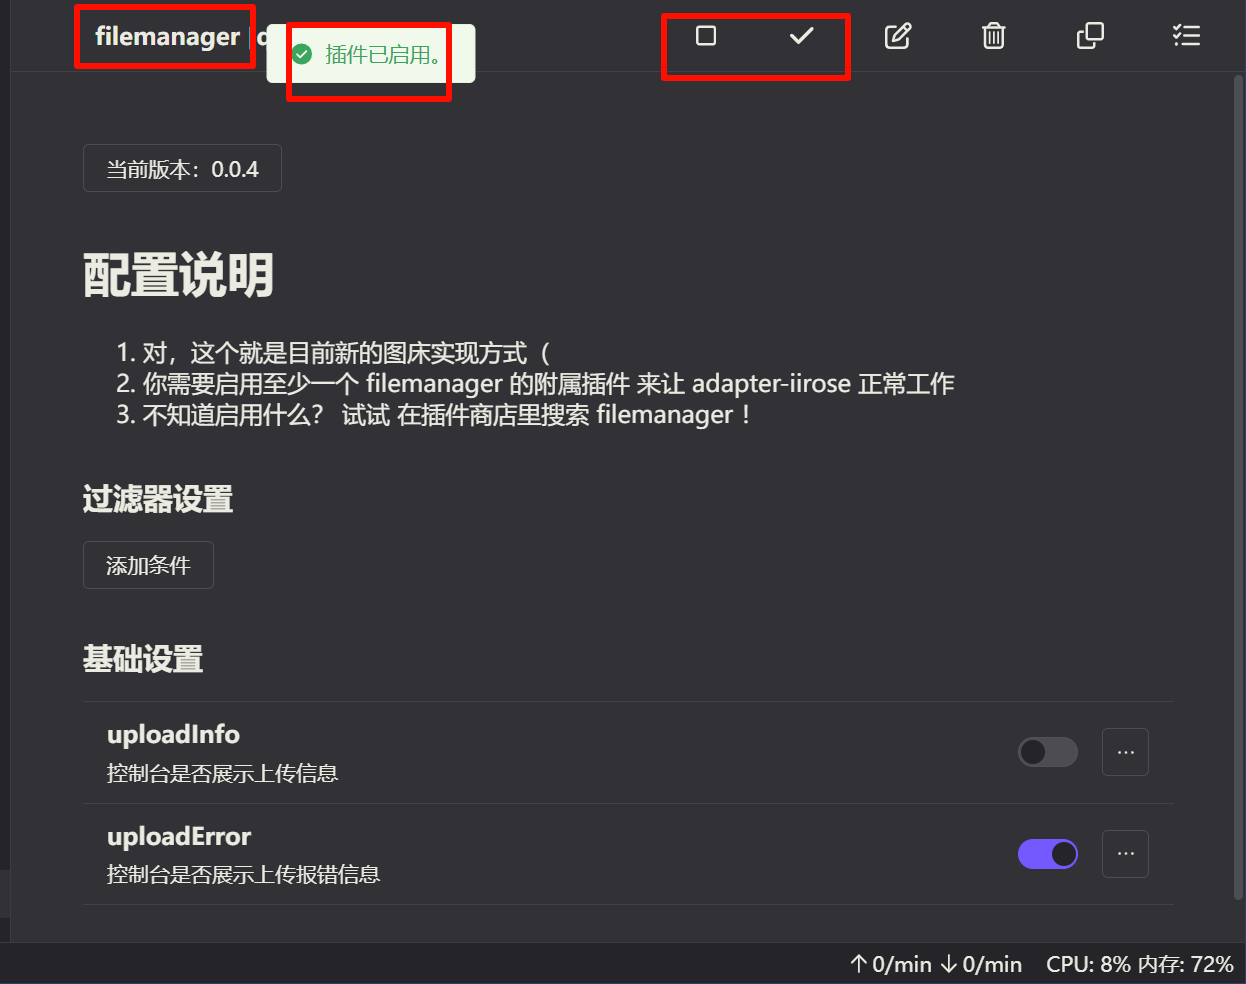 filemanager
插件已启用。
当前版本：0.0.4
配置说明
1. 对，这个就是目前新的图床实现方式（
2. 你需要启用至少一个 filemanager 的附属插件 来让 adapter-iirose 正常工作
3. 不知道启用什么？ 试试 在插件商店里搜索 filemanager！
过滤器设置
添加条件
基础设置
uploadInfo
控制台是否展示上传信息
uploadError
控制台是否展示上传报错信息
↑ 0/min ↓ 0/min CPU: 8% 内存: 72%